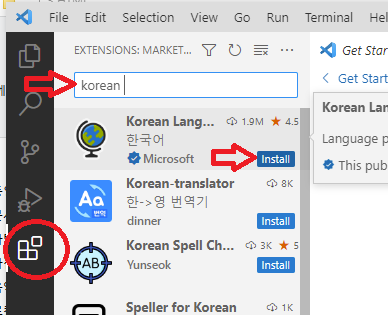 File Edit Selection View Go Run Terminal Help
EXTENSIONS: MARKET...
korean
Get Star
Get Start
Korean Lang... 1.9M 4.5
한국어
Microsoft Install
Korean Lan
Language p
This pub
Korean-translator 8K
한->영 번역기
dinner Install
Aa
번역
Korean Spell Ch... 3K 5
Yunseok Install
AB
Speller for Korean 1K